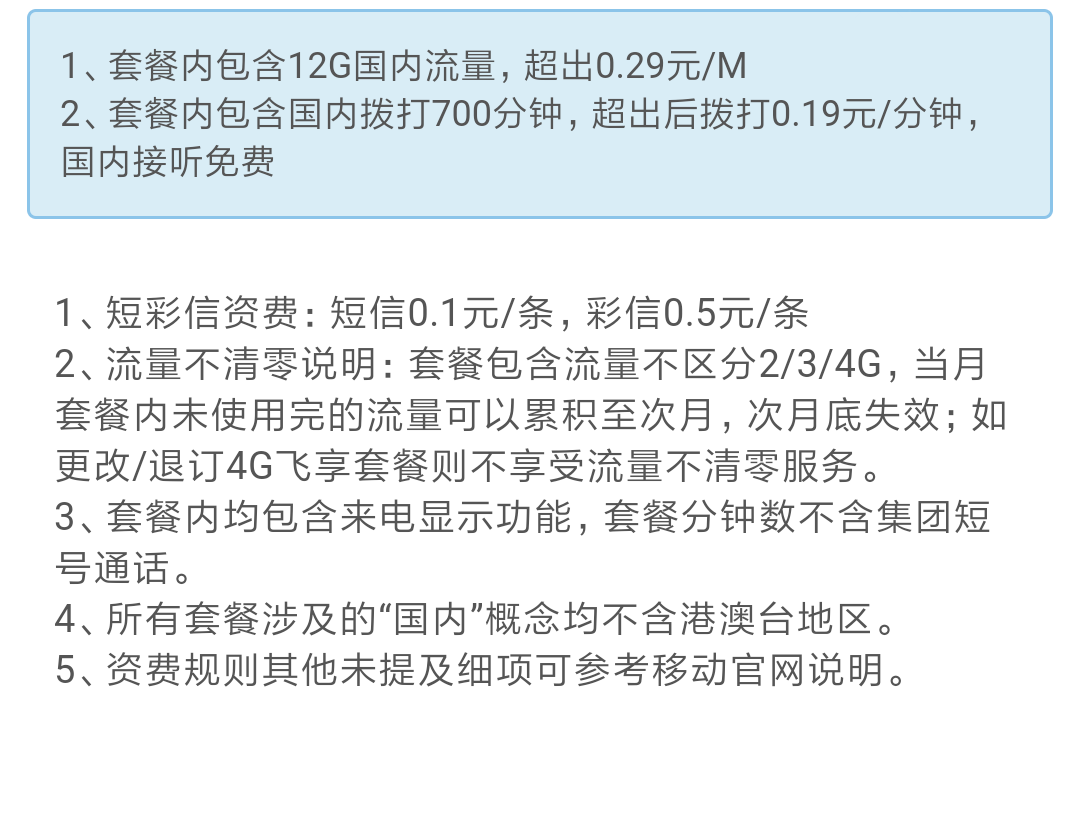 1、套餐内包含12G国内流量，超出0.29元/M
2、套餐内包含国内拨打700分钟，超出后拨打0.19元/分钟，
国内接听免费
1、短彩信资费：短信0.1元/条，彩信0.5元/条
2、流量不清零说明：套餐包含流量不区分2/3/4G，当月
套餐内未使用完的流量可以累积至次月，次月底失效；如
更改/退订4G飞享套餐则不享受流量不清零服务。
3、套餐内均包含来电显示功能，套餐分钟数不含集团短
号通话。
4、所有套餐涉及的“国内”概念均不含港澳台地区。
5、资费规则其他未提及细项可参考移动官网说明。